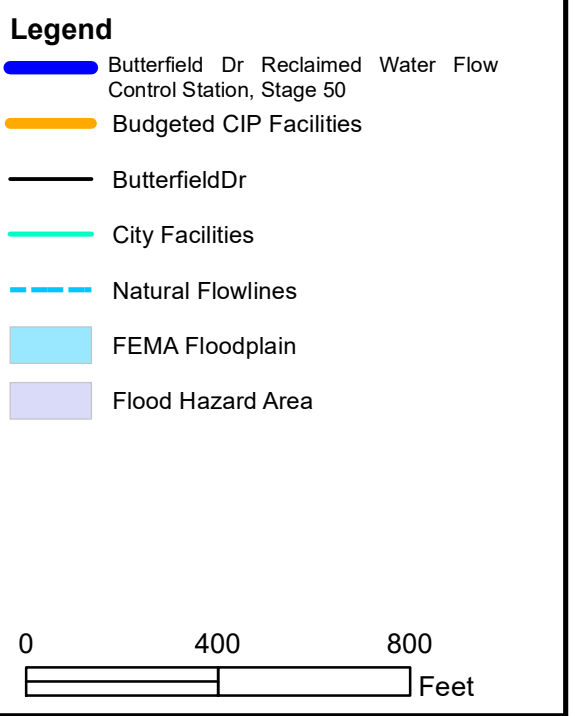 Legend
Butterfield Dr Reclaimed Water Flow
Control Station, Stage 50
Budgeted CIP Facilities
ButterfieldDr
City Facilities
Natural Flowlines
FEMA Floodplain
Flood Hazard Area
0 400 800
Feet